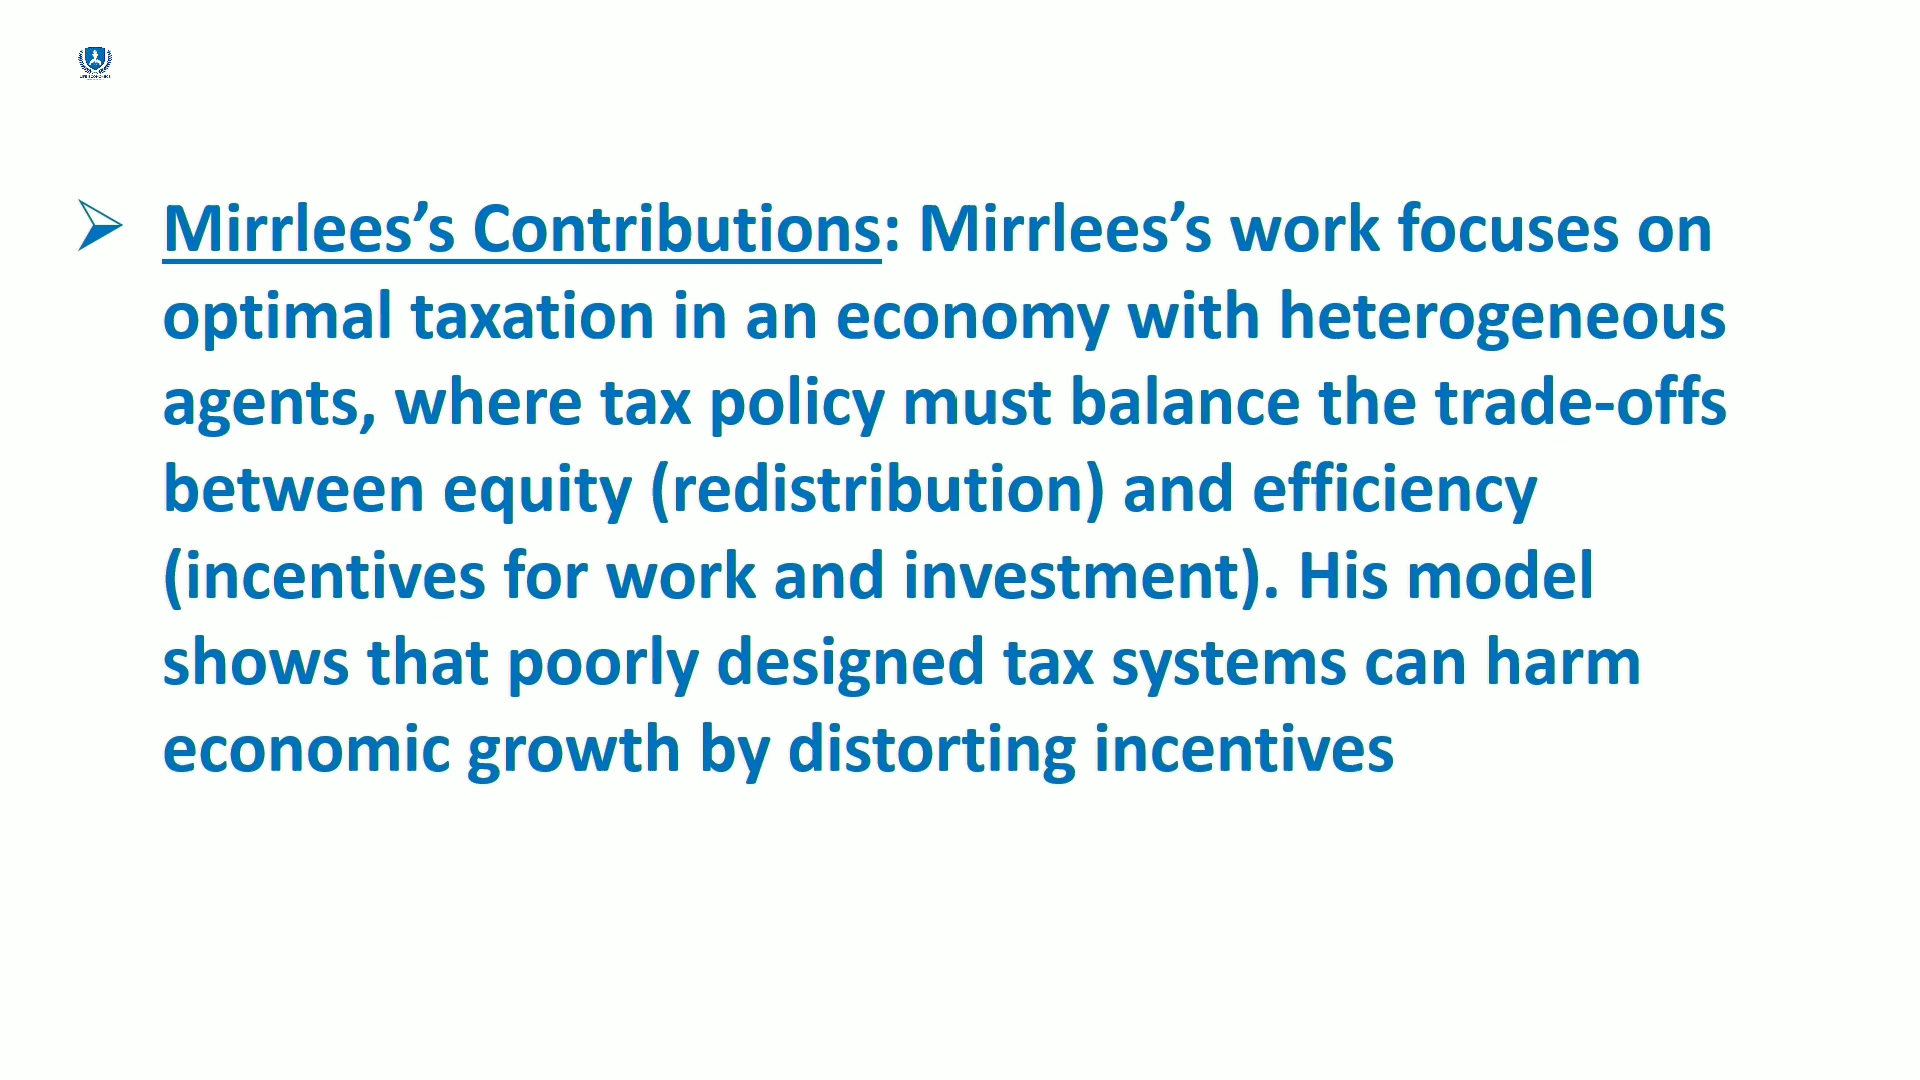 Mirrlees’s Contributions: Mirrlees’s work focuses on
optimal taxation in an economy with heterogeneous
agents, where tax policy must balance the trade-offs
between equity (redistribution) and efficiency
(incentives for work and investment). His model
shows that poorly designed tax systems can harm
economic growth by distorting incentives